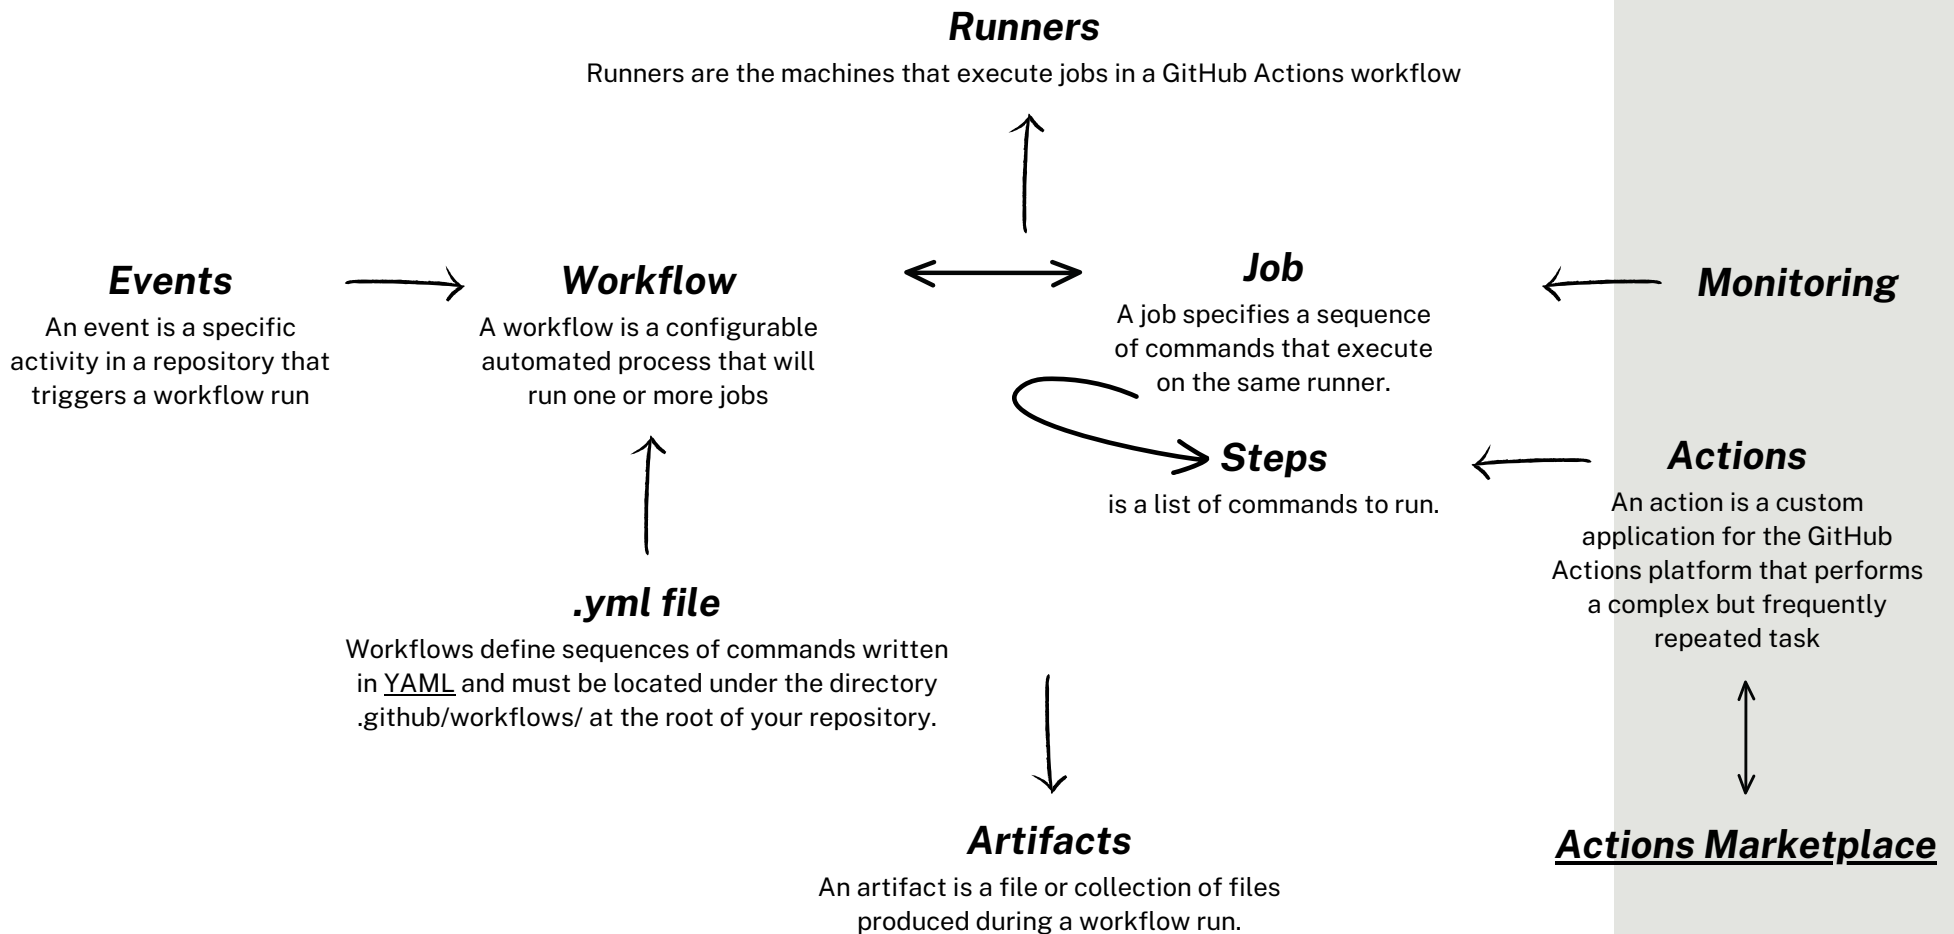 Runners
Runners are the machines that execute jobs in a GitHub Actions workflow
Events
An event is a specific
activity in a repository that
triggers a workflow run
Workflow
A workflow is a configurable
automated process that will
run one or more jobs
Job
A job specifies a sequence
of commands that execute
on the same runner.
Monitoring
Steps
is a list of commands to run.
Actions
An action is a custom
application for the GitHub
Actions platform that performs
a complex but frequently
repeated task
.yml file
Workflows define sequences of commands written
in YAML and must be located under the directory
.github/workflows/ at the root of your repository.
Artifacts
An artifact is a file or collection of files
produced during a workflow run.
Actions Marketplace